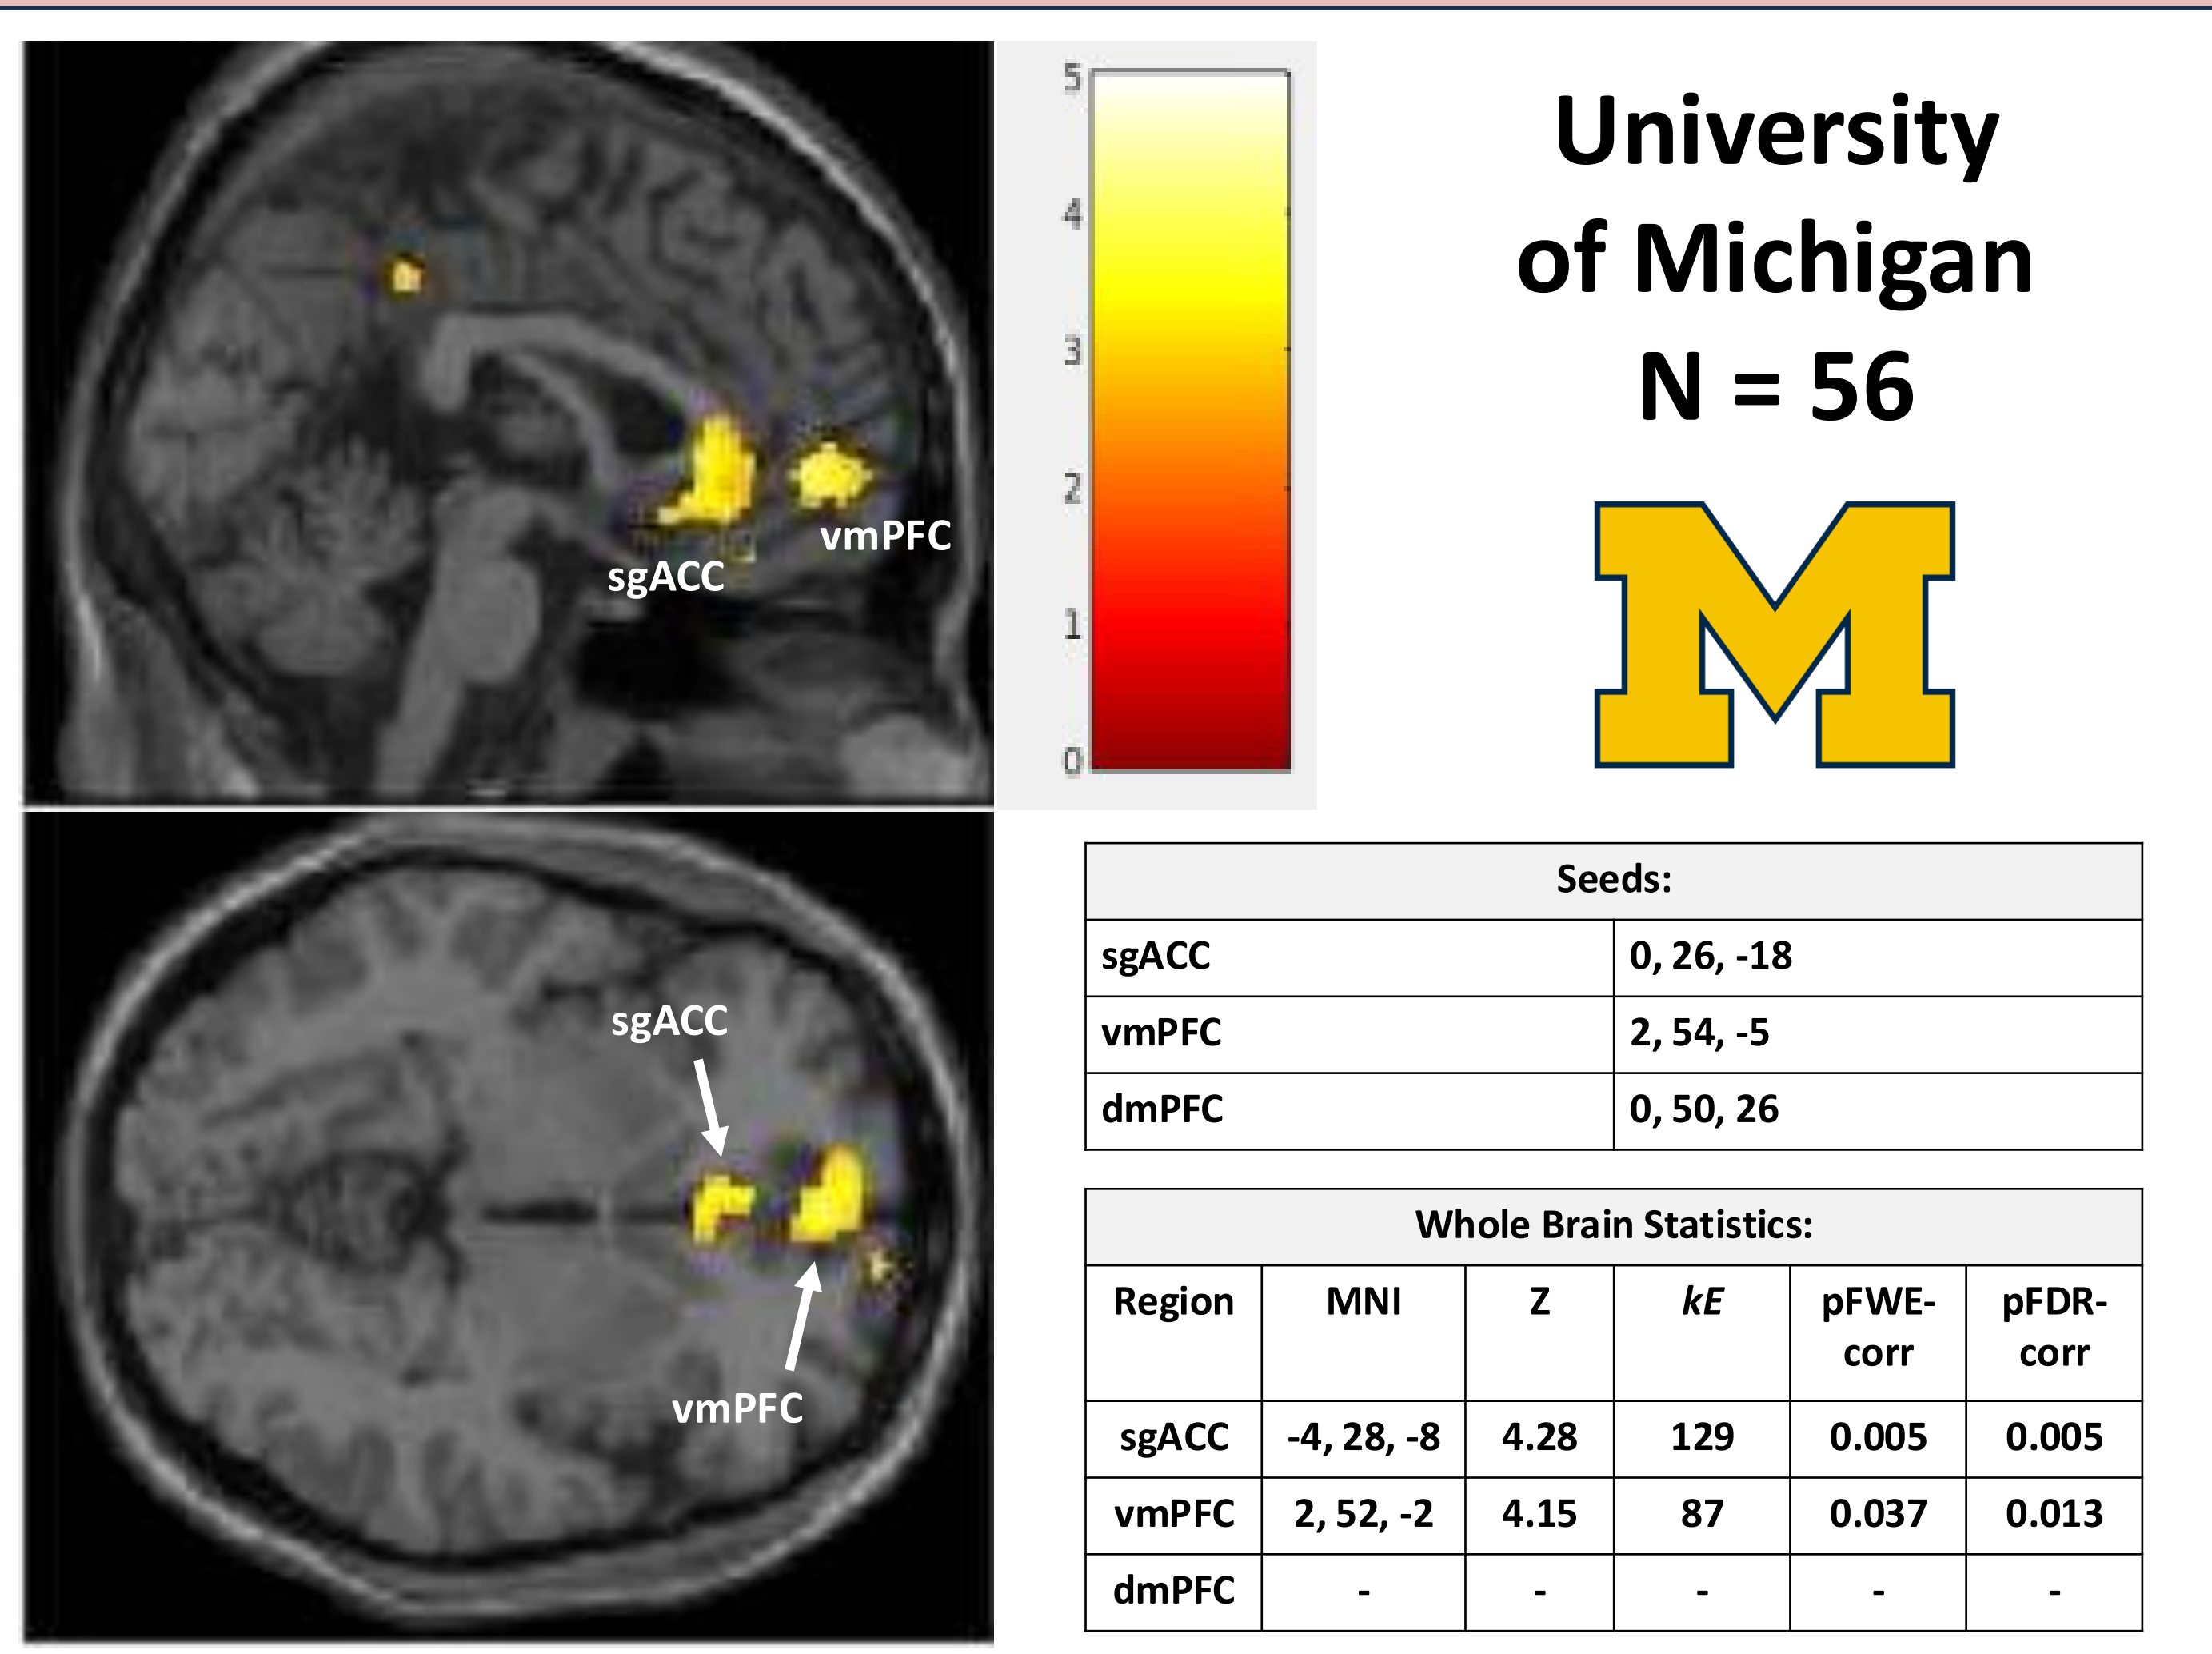 vmPFC
sgACC
5
4
3
2
1
0
University
of Michigan
N = 56
M
sgACC
vmPFC
Seeds:
sgACC 0, 26, -18
vmPFC 2, 54, -5
dmPFC 0, 50, 26
Whole Brain Statistics:
Region MNI Z kE pFWE-corr pFDR-corr
sgACC -4, 28, -8 4.28 129 0.005 0.005
vmPFC 2, 52, -2 4.15 87 0.037 0.013
dmPFC - - - - -